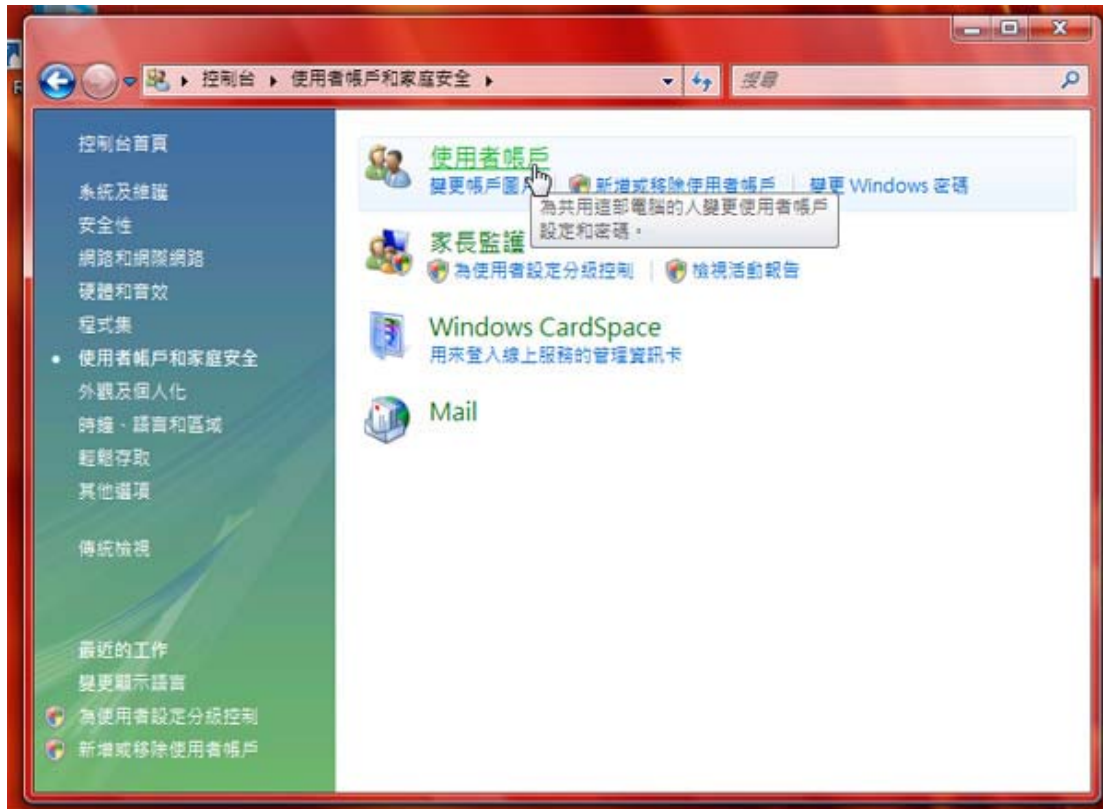 R
控制台 使用者帳戶和家庭安全
搜尋
控制台首頁
系統及維護
安全性
網路和網際網路
硬體和音效
程式集
使用者帳戶和家庭安全
外觀及個人化
時鐘、語言和區域
輕鬆存取
其他選項
傳統檢視
最近的工作
變更顯示語言
為使用者設定分級控制
新增或移除使用者帳戶
使用者帳戶
變更帳戶圖片 新增或移除使用者帳戶 變更 Windows 密碼
為共用這部電腦的人變更使用者帳戶
設定和密碼。
家長監護
為使用者設定分級控制 檢視活動報告
Windows CardSpace
用來登入線上服務的管理資訊卡
Mail